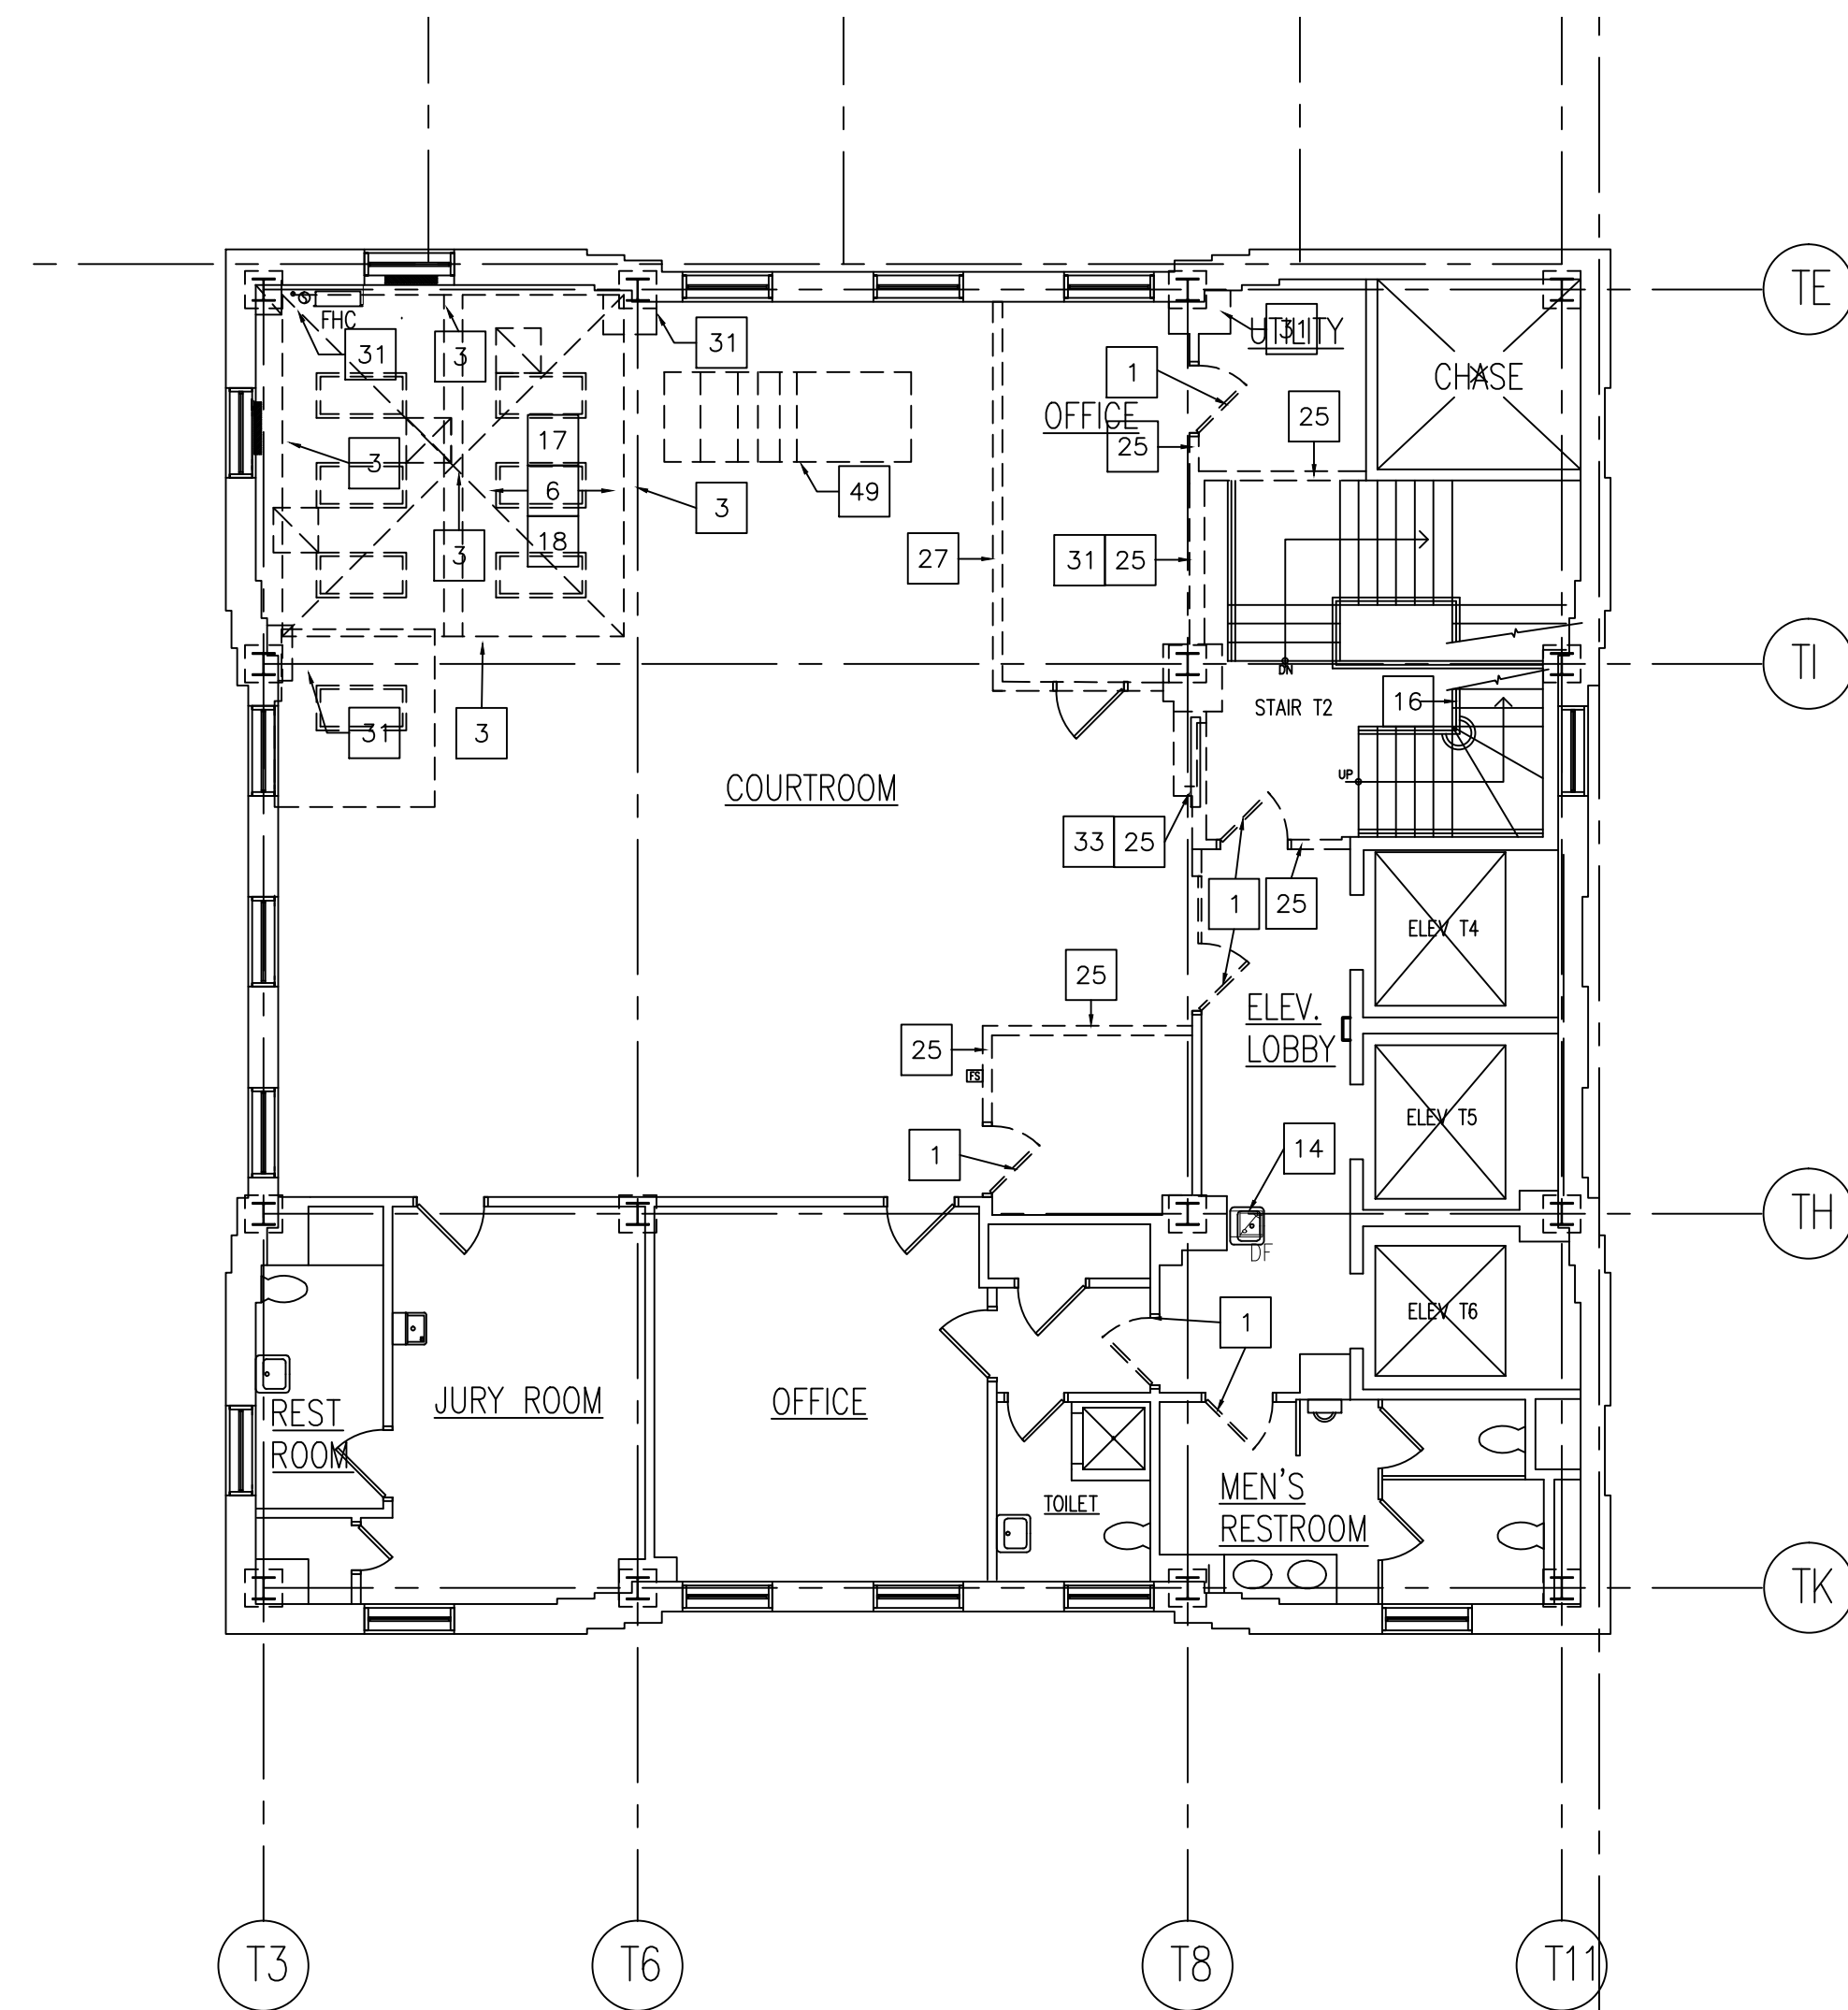 TE
UTILITY
31
FHC
31
3
31
1
CHASE
OFFICE
25
25
17
3
6
49
3
18
3
27
31 25
TI
DN
STAIR T2
16
31
3
UP
COURTROOM
33 25
1
25
ELEV T4
25
ELEV.
LOBBY
25
FS
ELEV T5
1
14
TH
DF
ELEV T6
1
JURY ROOM
OFFICE
REST
ROOM
MEN'S
RESTROOM
TOILET
TK
T3
T6
T8
T11